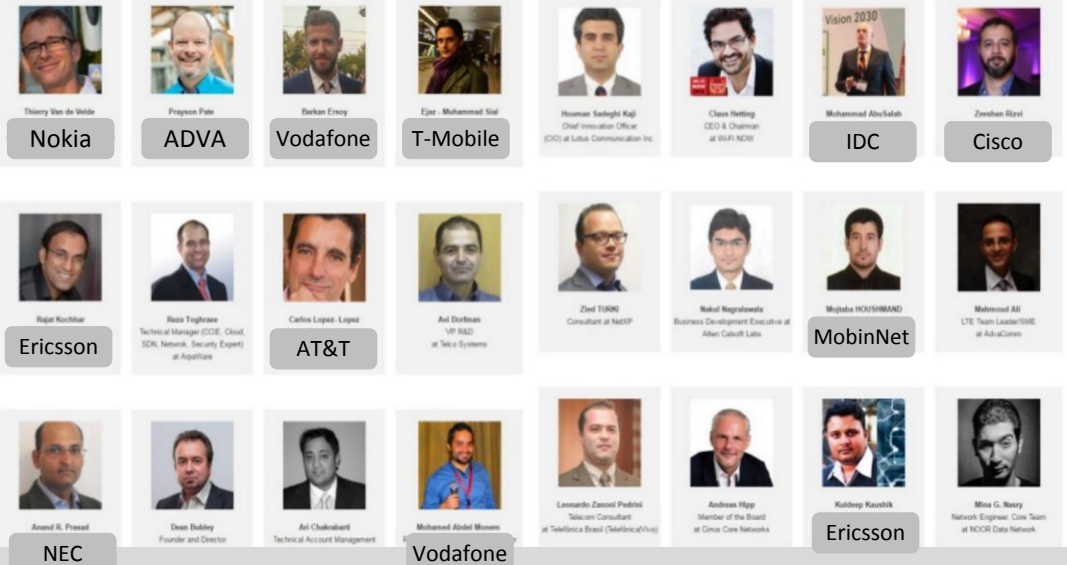 Vision 2030
Thierry Van de Velde
Nokia
Prayson Pate
ADVA
Barkan Ersoy
Vodafone
Ejaz - Muhammad Sial
T-Mobile
Houman Sadeghi Kaji
Chief Innovation Officer
(CIO) at Lotus Communication Inc.
Claus Hetting
CEO & Chairman
at Wi-Fi NOW
Mohammad AbuSalah
IDC
Zeeshan Rizvi
Cisco
Rajat Kochhar
Ericsson
Reza Toghraee
Technical Manager (CCIE, Cloud,
SDN, Network, Security Expert)
at ArpaWare
Carlos Lopez- Lopez
AT&T
Avi Dorfman
VP R&D
at Telco Systems
Zied TURKI
Consultant at NetXP
Nakul Nagralawala
Business Development Executive at
Alten Calsoft Labs
Mojtaba HOUSHMAND
MobinNet
Mahmoud Ali
LTE Team Leader/SME
at AdvaComm
Anand R. Prasad
NEC
Dean Bubley
Founder and Director
Ari Chakrabarti
Technical Account Management
Mohamed Abdel Monem
Vodafone
Leonardo Zanoni Pedrini
Telecom Consultant
at Telefônica Brasil (Telefônica|Vivo)
Andreas Hipp
Member of the Board
at Cirrus Core Networks
Kuldeep Kaushik
Ericsson
Mina G. Nasry
Network Engineer, Core Team
at NOOR Data Network